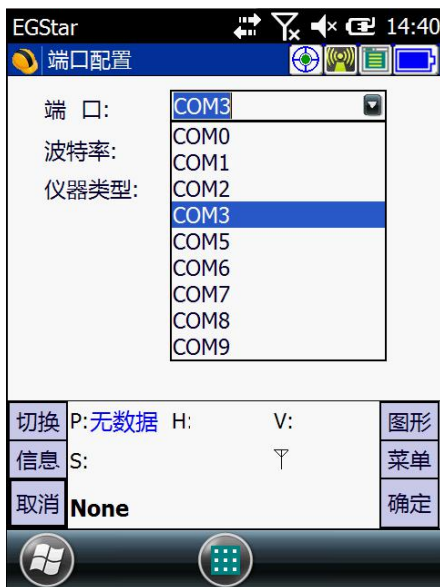 EGStar 14:40
端口配置
端 口: COM3
波特率:
仪器类型:
COM0
COM1
COM2
COM3
COM5
COM6
COM7
COM8
COM9
切换 P:无数据 H: V: 图形
信息 S: 菜单
取消 None 确定